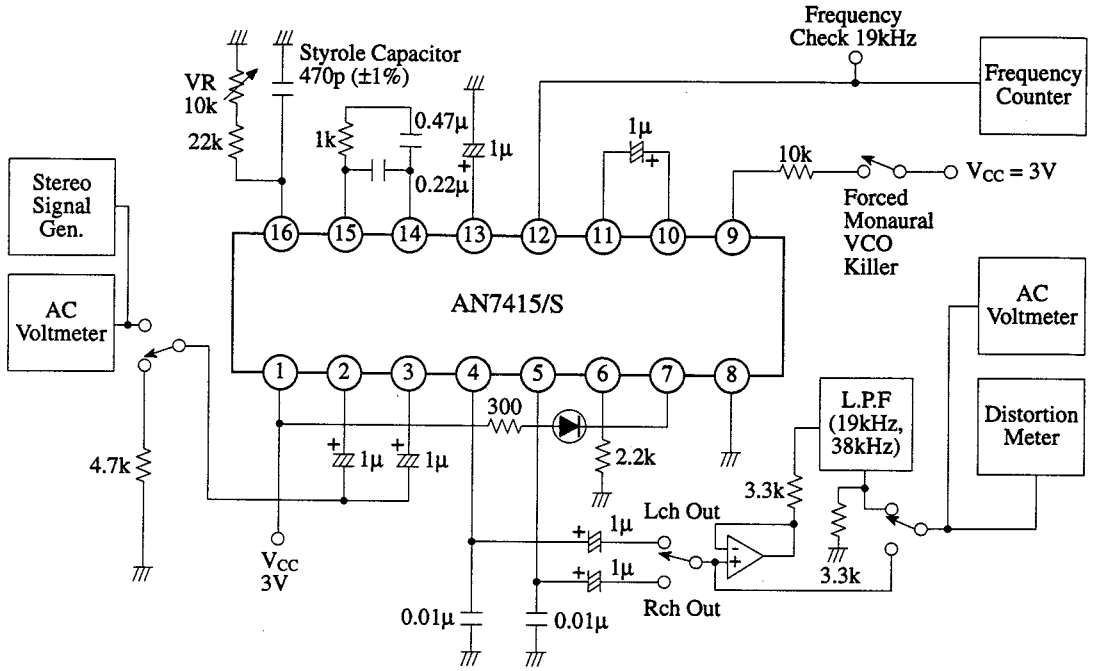 Frequency
Check 19kHz
Styrole Capacitor
470p (±1%)
VR
10k
22k
1k
0.47μ
0.22μ
+
1μ
1μ
+
Frequency
Counter
10k
VCC = 3V
Forced
Monaural
VCO
Killer
Stereo
Signal
Gen.
AC
Voltmeter
16
15
14
13
12
11
10
9
AN7415/S
1
2
3
4
5
6
7
8
AC
Voltmeter
Distortion
Meter
L.P.F
(19kHz,
38kHz)
300
4.7k
+
1μ
+
1μ
2.2k
3.3k
VCC
3V
+
1μ
Lch Out
-
+
+
1μ
Rch Out
3.3k
0.01μ
0.01μ